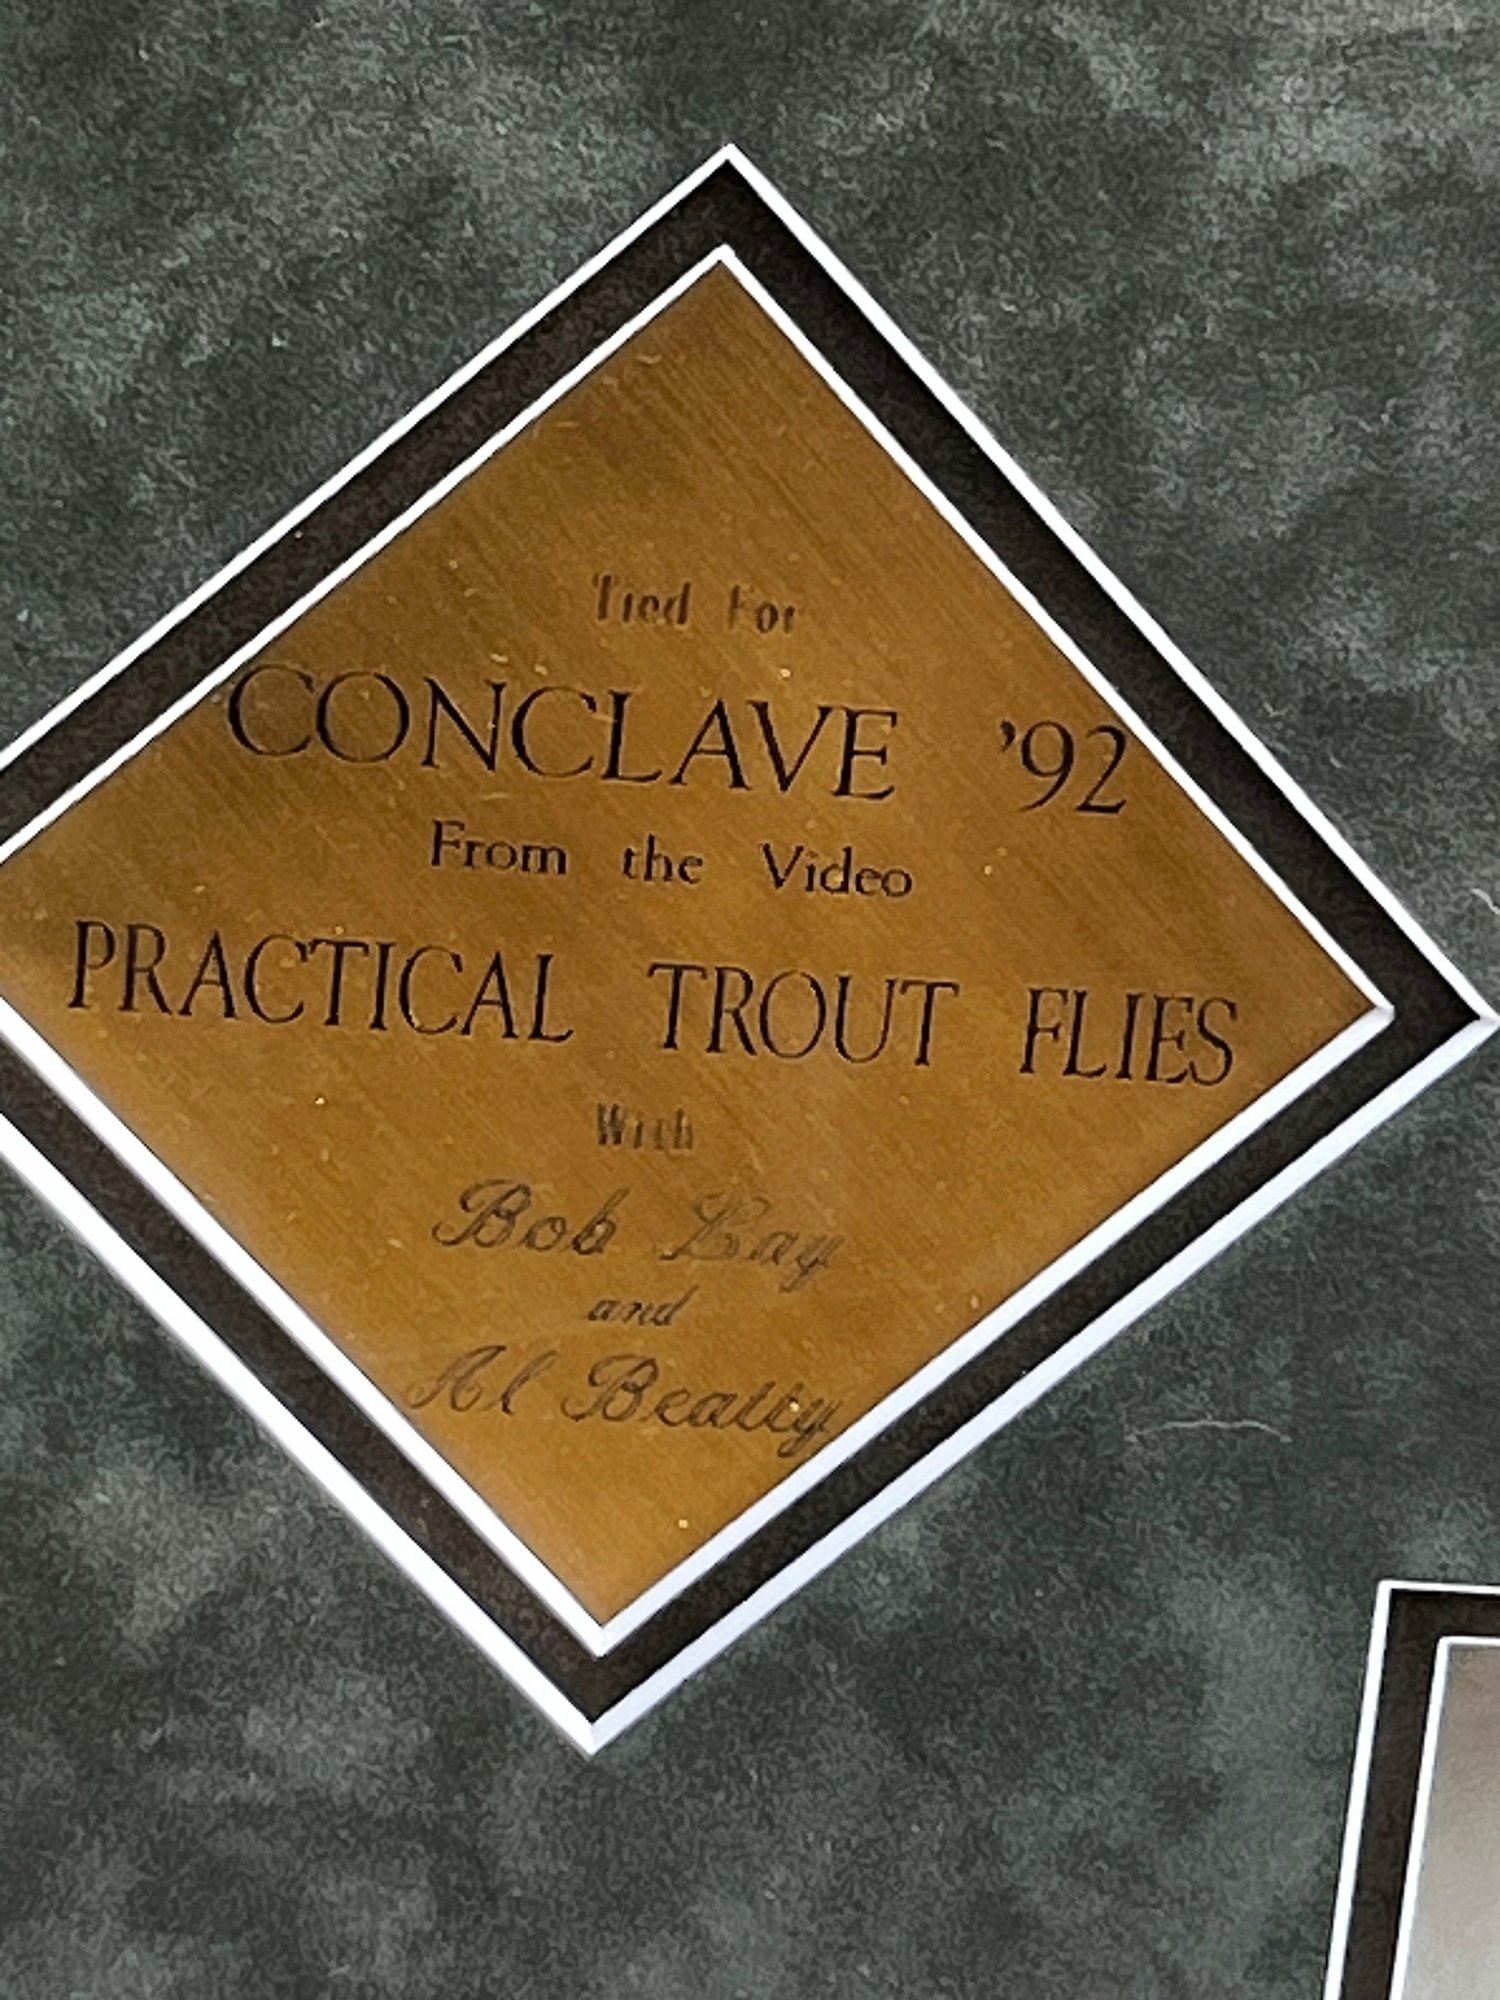 Tied For
CONCLAVE '92
From the Video
PRACTICAL TROUT FLIES
With
Bob Lay
and
Al Beatty